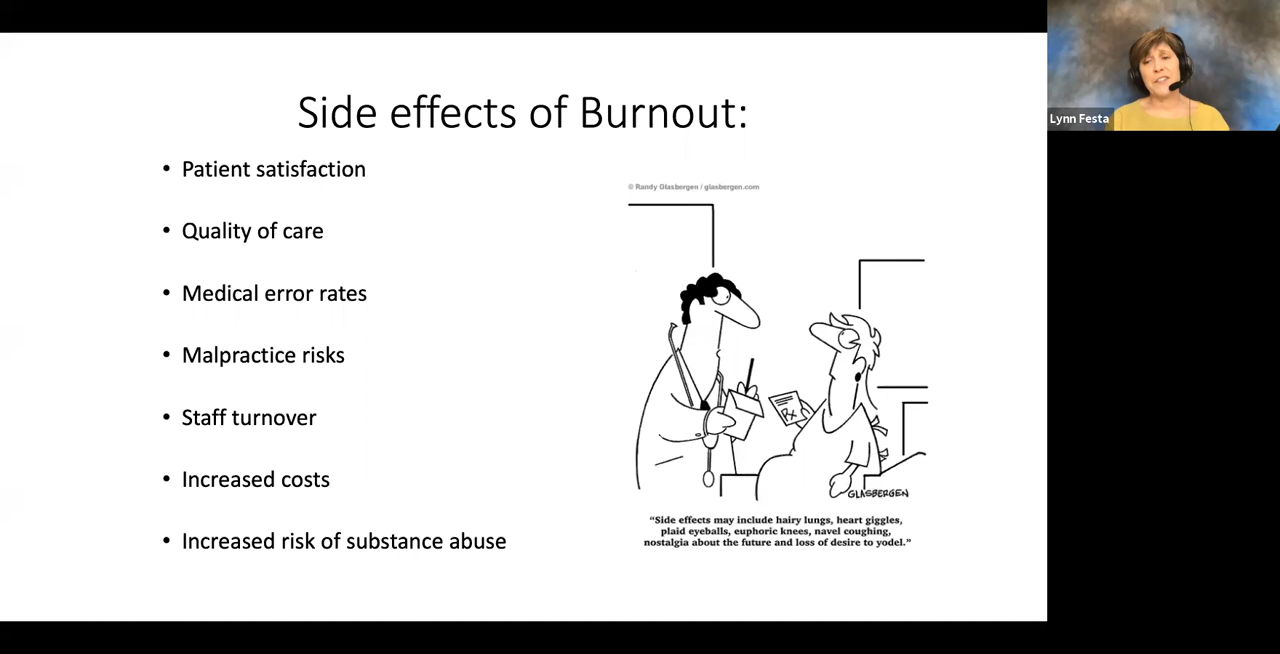 Side effects of Burnout:
• Patient satisfaction
• Quality of care
• Medical error rates
• Malpractice risks
• Staff turnover
• Increased costs
• Increased risk of substance abuse
© Randy Glasbergen / glasbergen.com
Rx
GLASBERGEN
“Side effects may include hairy lungs, heart giggles,
plaid eyeballs, euphoric knees, navel coughing,
nostalgia about the future and loss of desire to yodel.”
Lynn Festa